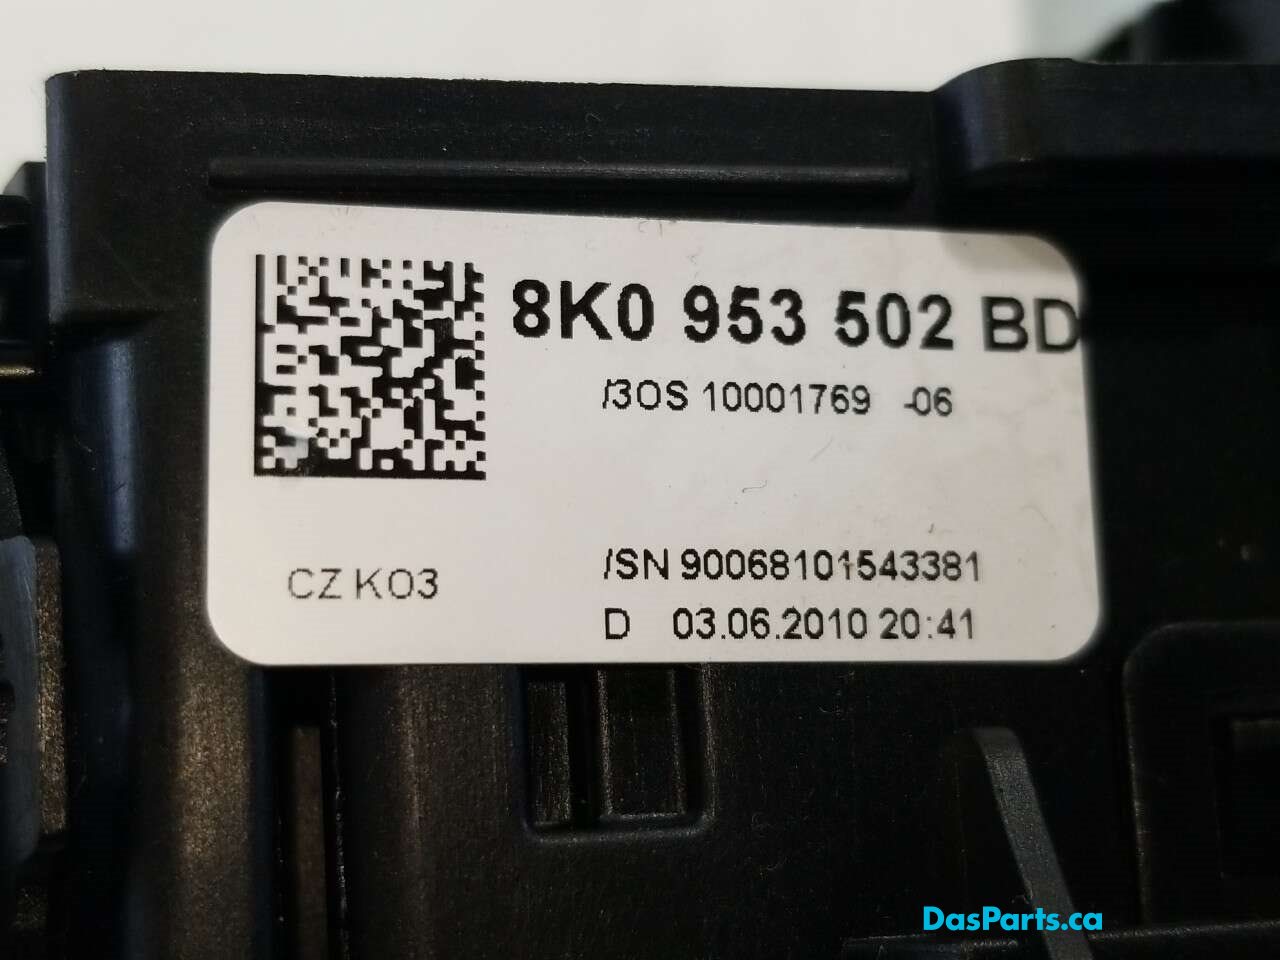 8K0 953 502 BD
/3OS 10001769 -06
/SN 90068101543381
CZ K03
D 03.06.2010 20:41
DasParts.ca